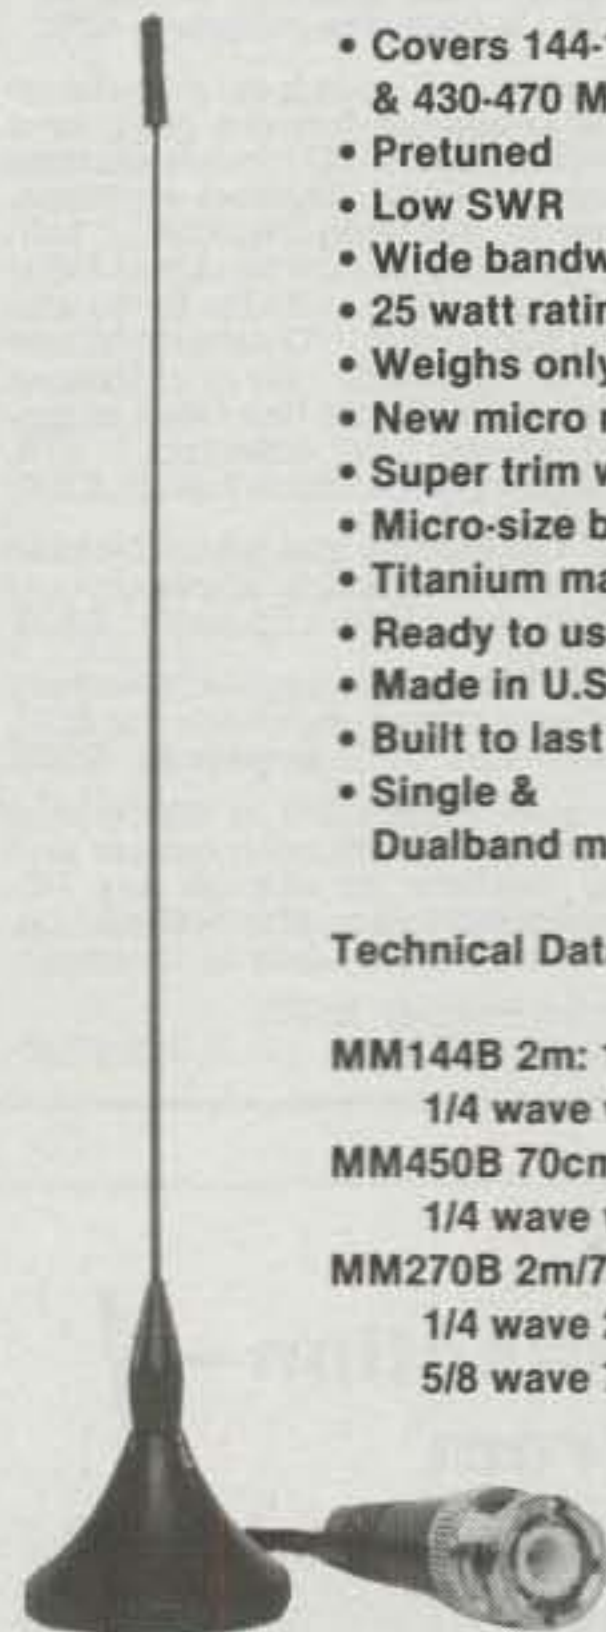 • Covers 144-
& 430-470 M
• Pretuned
• Low SWR
• Wide bandw
• 25 watt ratin
• Weighs only
• New micro
• Super trim
• Micro-size b
• Titanium ma
• Ready to us
• Made in U.S
• Built to last
• Single &
Dualband m
Technical Dat
MM144B 2m:
1/4 wave
MM450B 70cm
1/4 wave
MM270B 2m/7
1/4 wave
5/8 wave